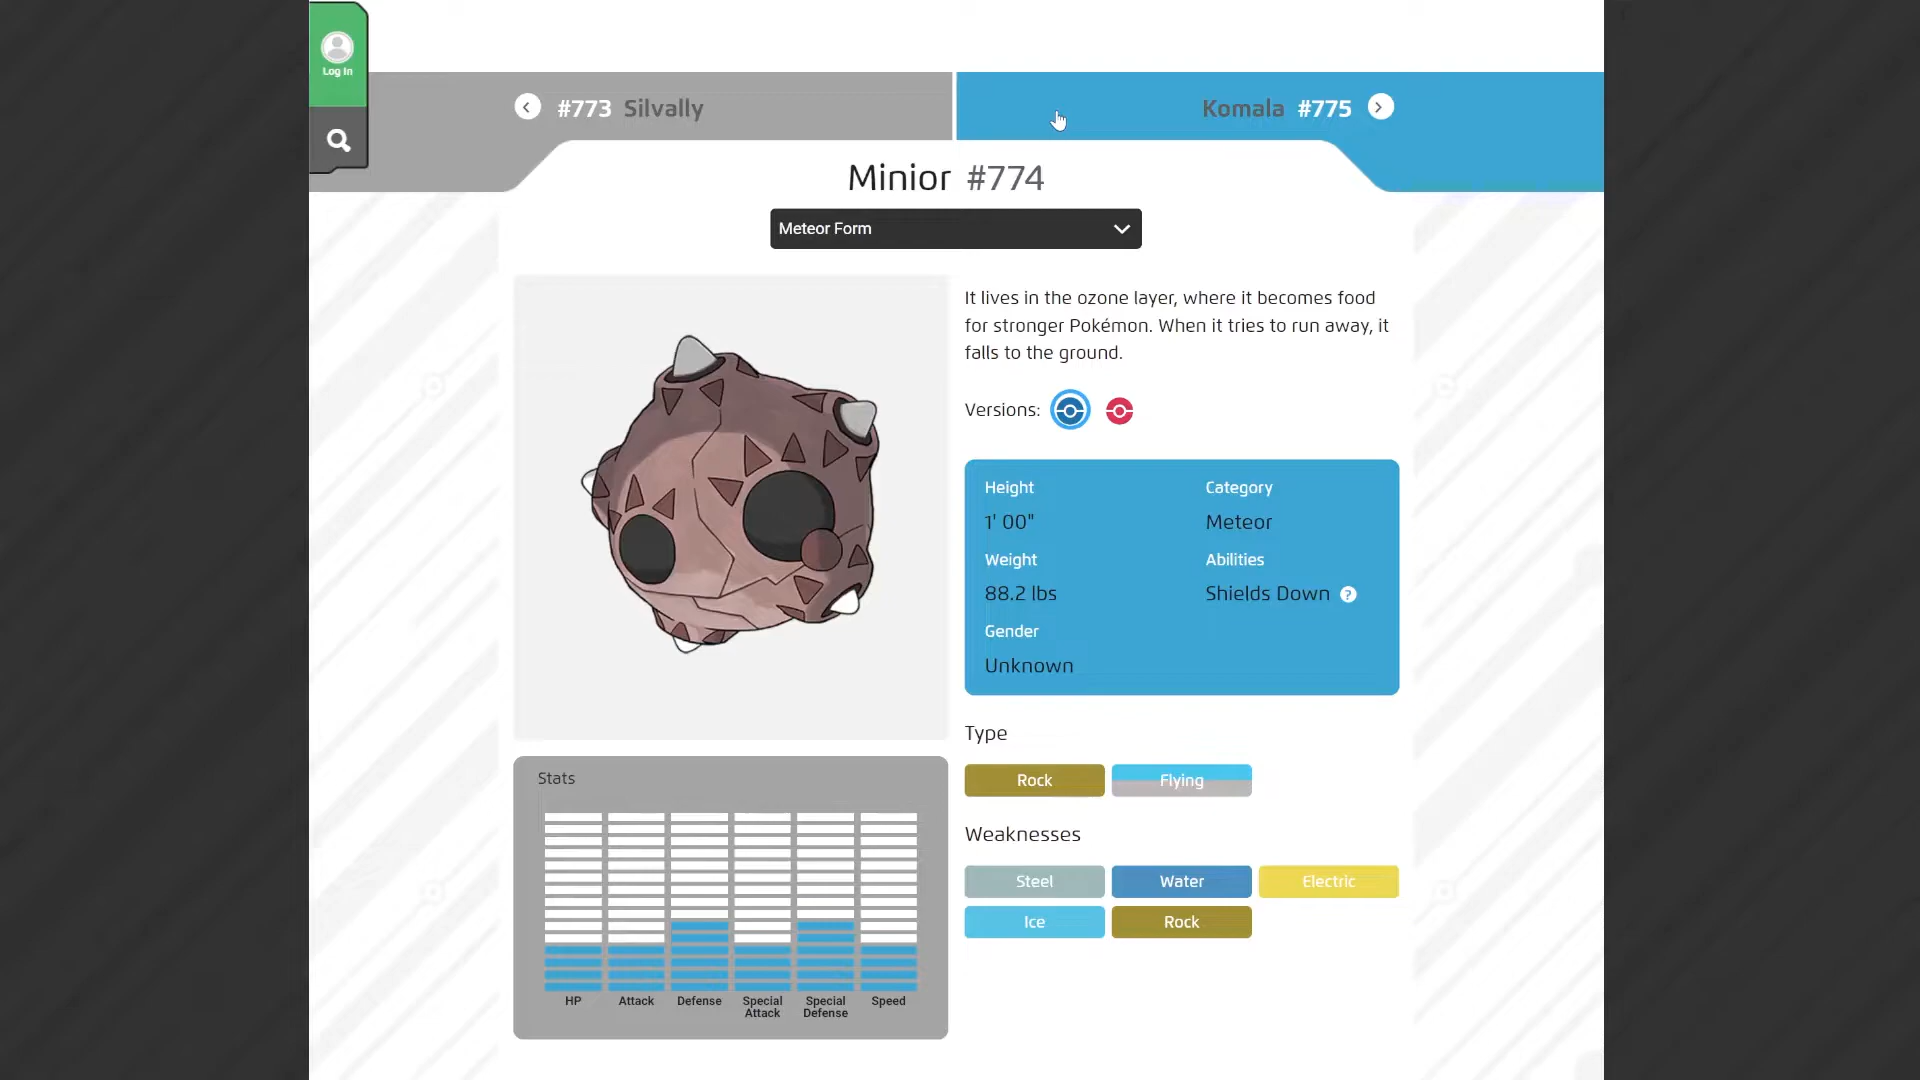 Log In
#773 Silvally
Komala #775
Minior #774
Meteor Form
It lives in the ozone layer, where it becomes food
for stronger Pokémon. When it tries to run away, it
falls to the ground.
Versions:
Height
1' 00"
Weight
88.2 lbs
Gender
Unknown
Category
Meteor
Abilities
Shields Down ?
Type
Rock
Flying
Weaknesses
Steel
Water
Electric
Ice
Rock
Stats
HP
Attack
Defense
Special
Attack
Special
Defense
Speed